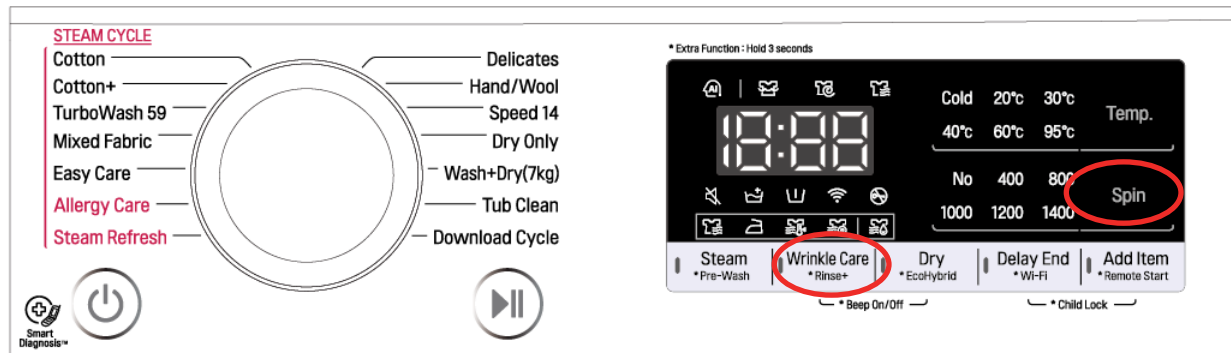 STEAM CYCLE
Cotton
Cotton+
TurboWash 59
Mixed Fabric
Easy Care
Allergy Care
Steam Refresh
Delicates
Hand/Wool
Speed 14
Dry Only
Wash+Dry(7kg)
Tub Clean
Download Cycle
Smart
Diagnosis™
* Extra Function : Hold 3 seconds
AI
18:88
Cold 20°c 30°c
40°c 60°c 95°c
Temp.
No 400 800
1000 1200 1400
Spin
Steam
*Pre-Wash
Wrinkle Care
*Rinse+
Dry
*EcoHybrid
Delay End
*Wi-Fi
Add Item
*Remote Start
* Beep On/Off
* Child Lock